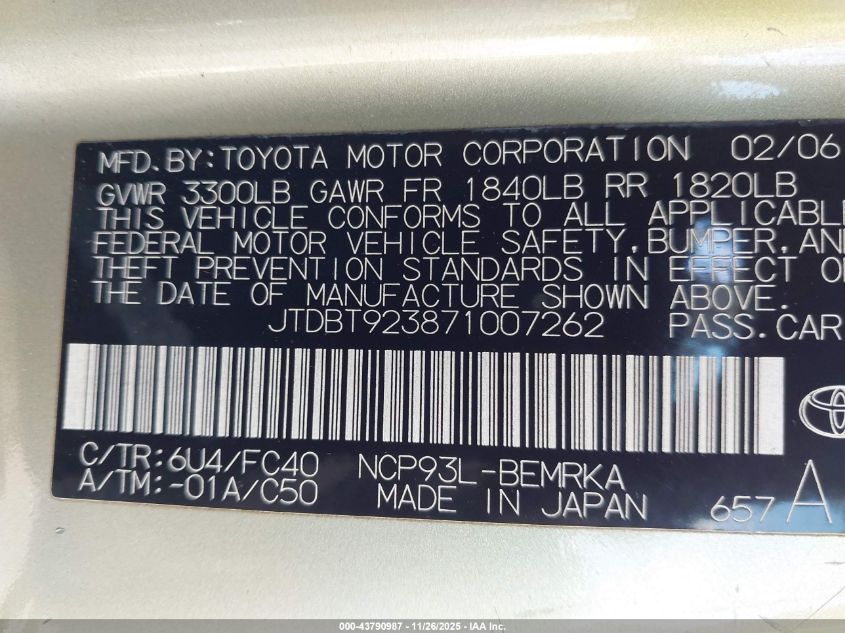 MFD. BY: TOYOTA MOTOR CORPORATION 02/06
GVWR 3300LB GAWR FR 1840LB RR 1820LB
THIS VEHICLE CONFORMS TO ALL APPLICABLE
FEDERAL MOTOR VEHICLE SAFETY, BUMPER, AND
THEFT PREVENTION STANDARDS IN EFFECT ON
THE DATE OF MANUFACTURE SHOWN ABOVE.
JTDBT923871007262 PASS. CAR
C/TR: 6U4/FC40 NCP93L-BEMRKA
A/TM: -01A/C50 MADE IN JAPAN 657 A
000-43790987 - 11/26/2025 - IAA Inc.